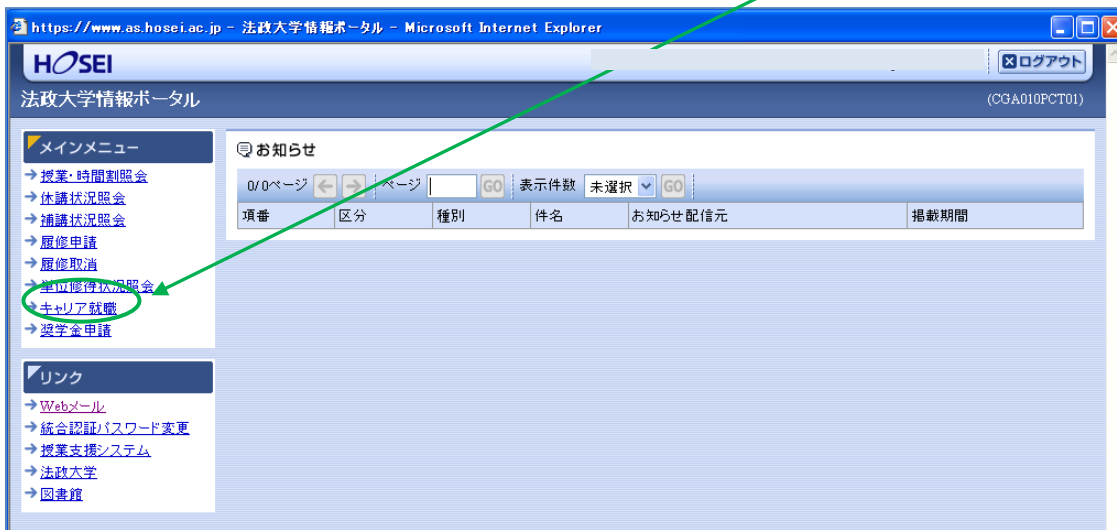 https://www.as.hosei.ac.jp - 法政大学情報ポータル - Microsoft Internet Explorer
HOSEI
ログアウト
法政大学情報ポータル
(CGA010PCT01)
メインメニュー
授業・時間割照会
休講状況照会
補講状況照会
履修申請
履修取消
単位修得状況照会
キャリア就職
奨学金申請
お知らせ
0/0ページ ページ GO 表示件数 未選択 GO
項番 区分 種別 件名 お知らせ配信元 掲載期間
リンク
Webメール
統合認証パスワード変更
授業支援システム
法政大学
図書館